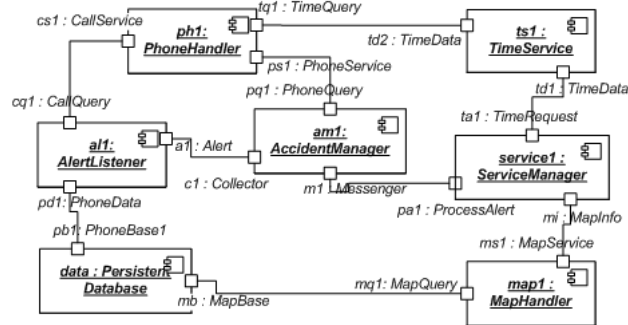 tq1 : TimeQuery
cs1 : CallService
ph1:
PhoneHandler
td2 : TimeData
ts1 :
TimeService
ps1 : PhoneService
td1 : TimeData
pq1 : PhoneQuery
cq1 : CallQuery
ta1 : TimeRequest
al1:
AlertListener
a1 : Alert
am1:
AccidentManager
service1 :
ServiceManager
c1 : Collector
m1 : Messenger
pd1 : PhoneData
pa1 : ProcessAlert
mi : MapInfo
pb1 : PhoneBase1
ms1 : MapService
data : Persistent
Database
mb : MapBase
mq1 : MapQuery
map1 :
MapHandler